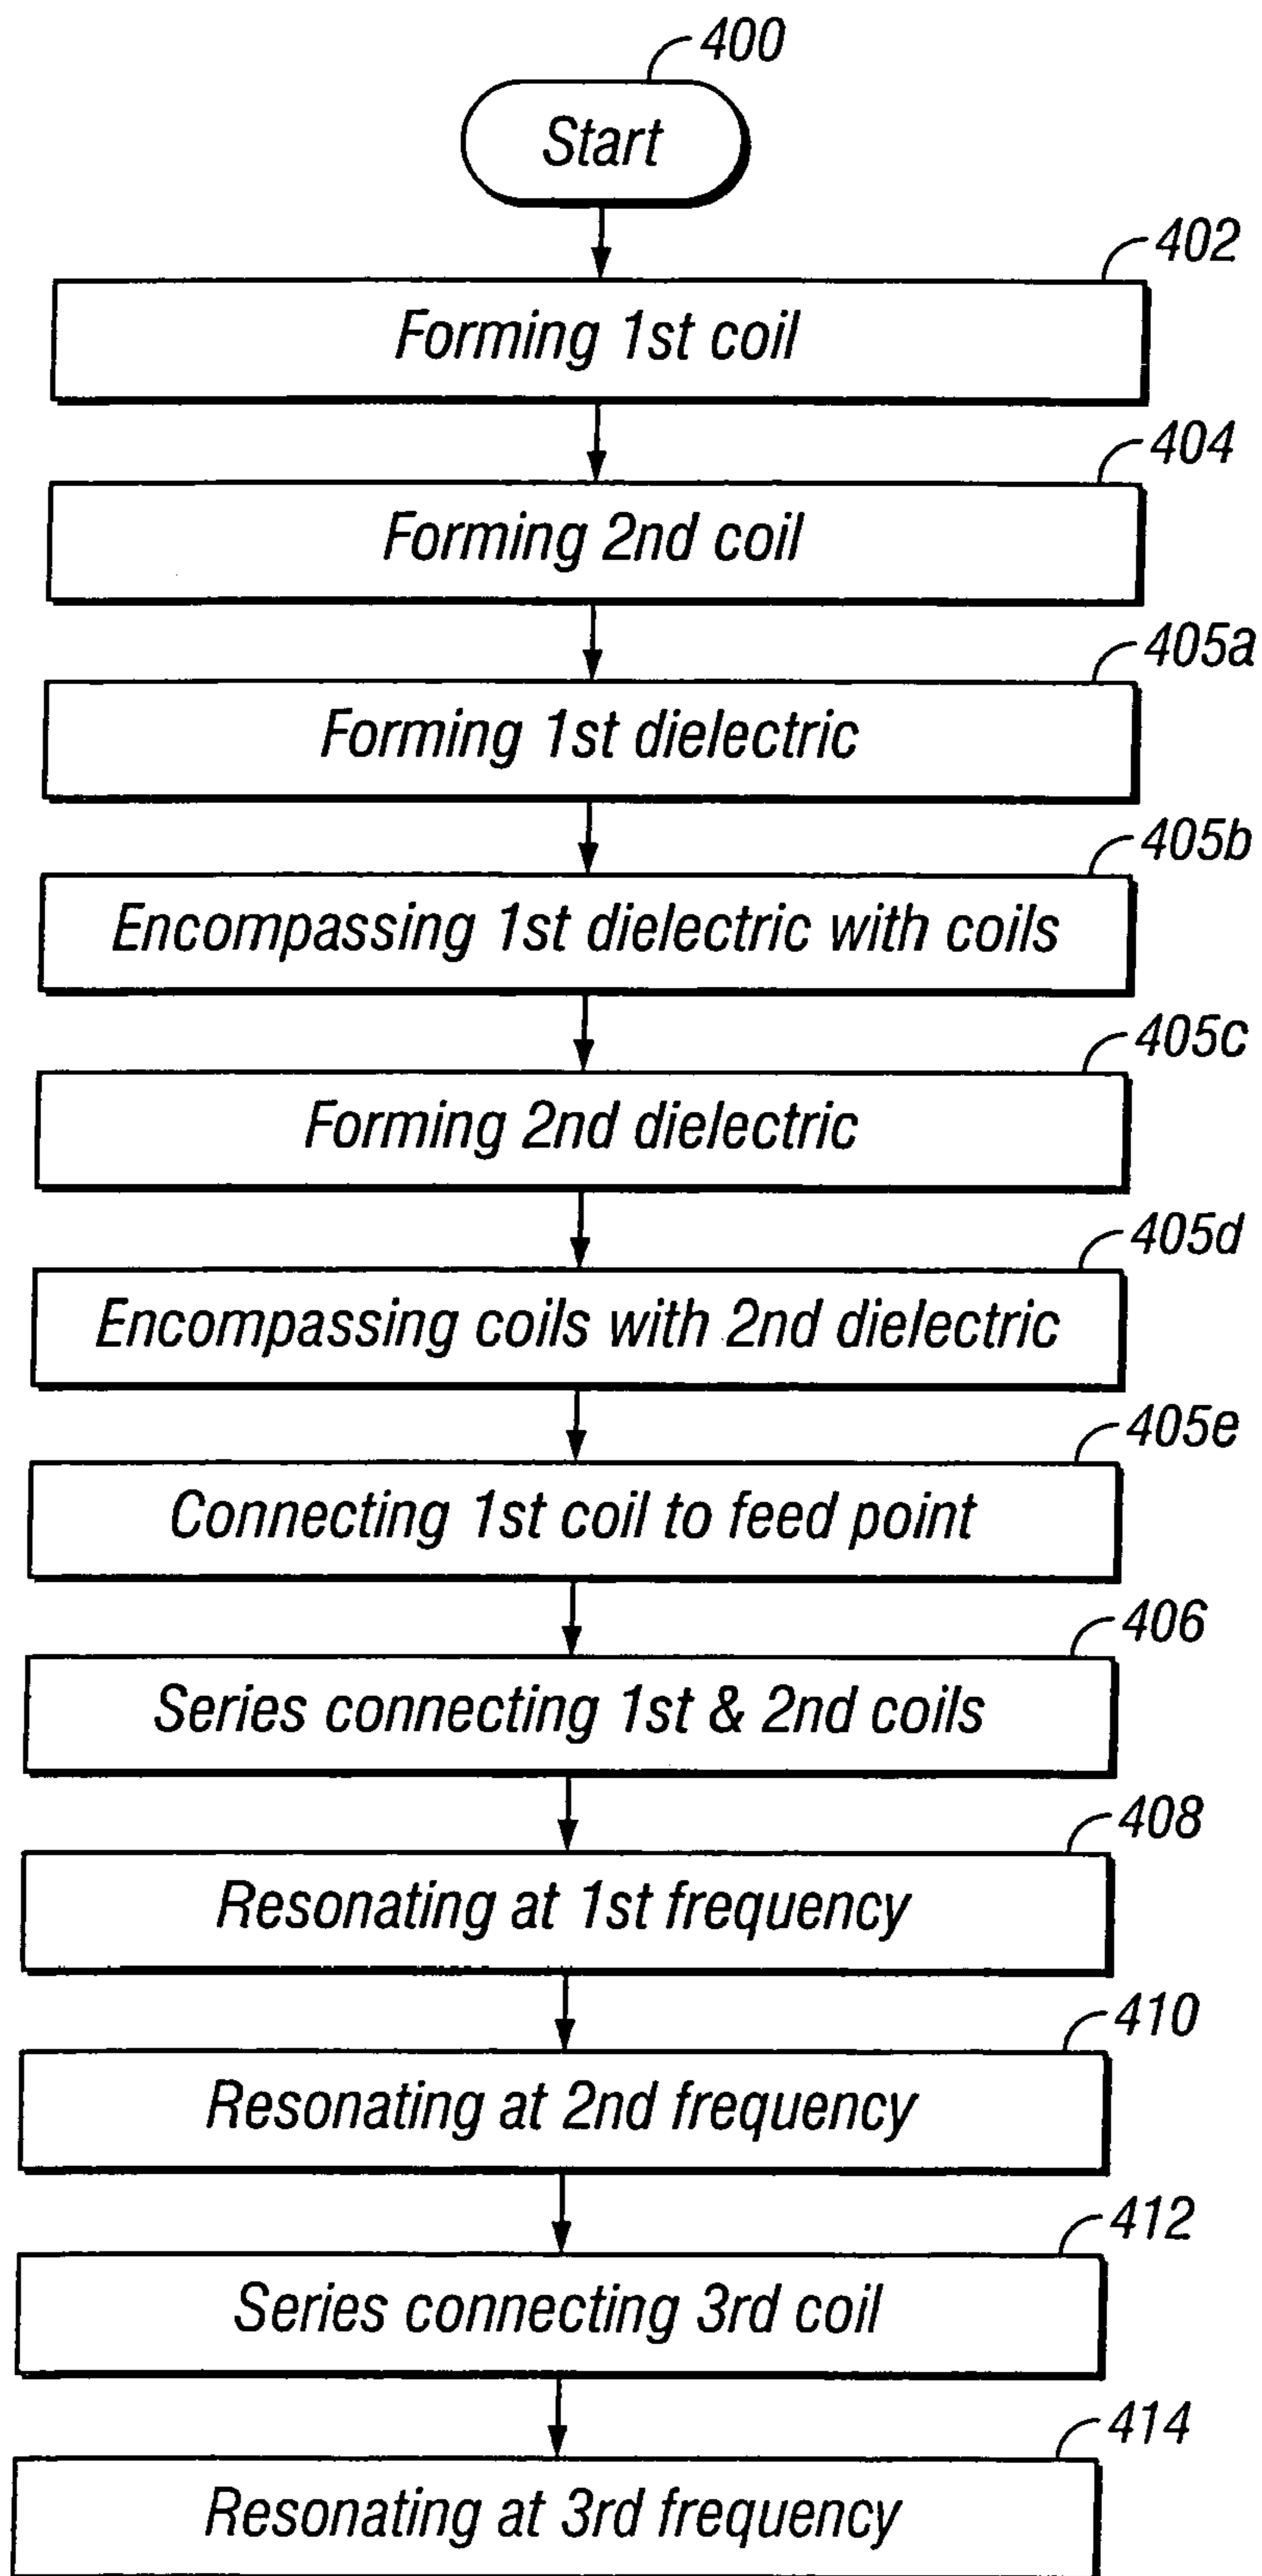 400
Start
402
Forming 1st coil
404
Forming 2nd coil
405a
Forming 1st dielectric
405b
Encompassing 1st dielectric with coils
405c
Forming 2nd dielectric
405d
Encompassing coils with 2nd dielectric
405e
Connecting 1st coil to feed point
406
Series connecting 1st & 2nd coils
408
Resonating at 1st frequency
410
Resonating at 2nd frequency
412
Series connecting 3rd coil
414
Resonating at 3rd frequency